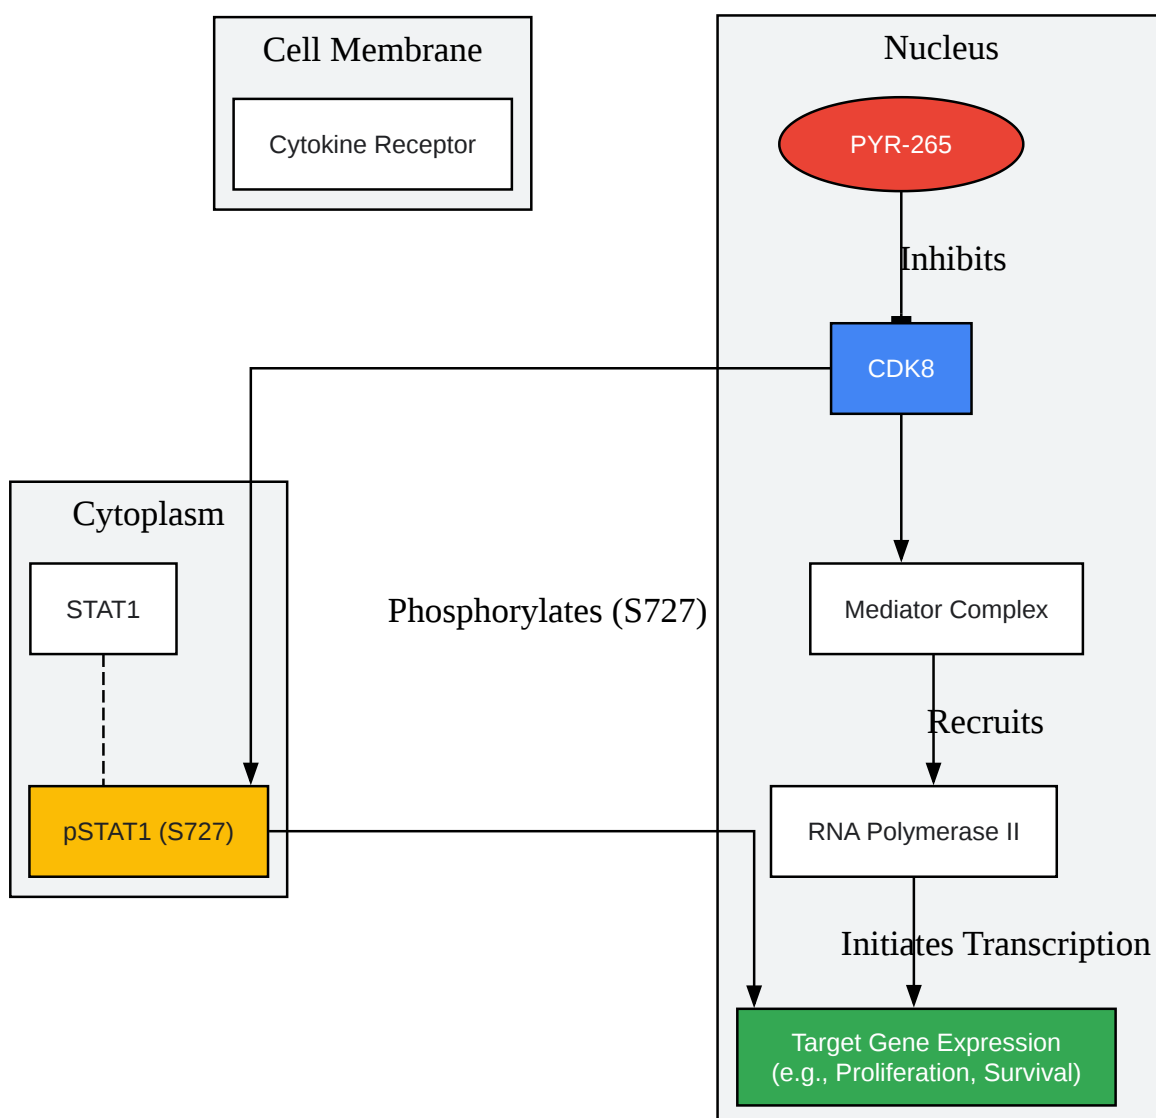 Cell Membrane
Cytokine Receptor
Nucleus
PYR-265
Inhibits
CDK8
Cytoplasm
STAT1
Phosphorylates (S727)
Mediator Complex
Recruits
pSTAT1 (S727)
RNA Polymerase II
Initiates Transcription
Target Gene Expression
(e.g., Proliferation, Survival)